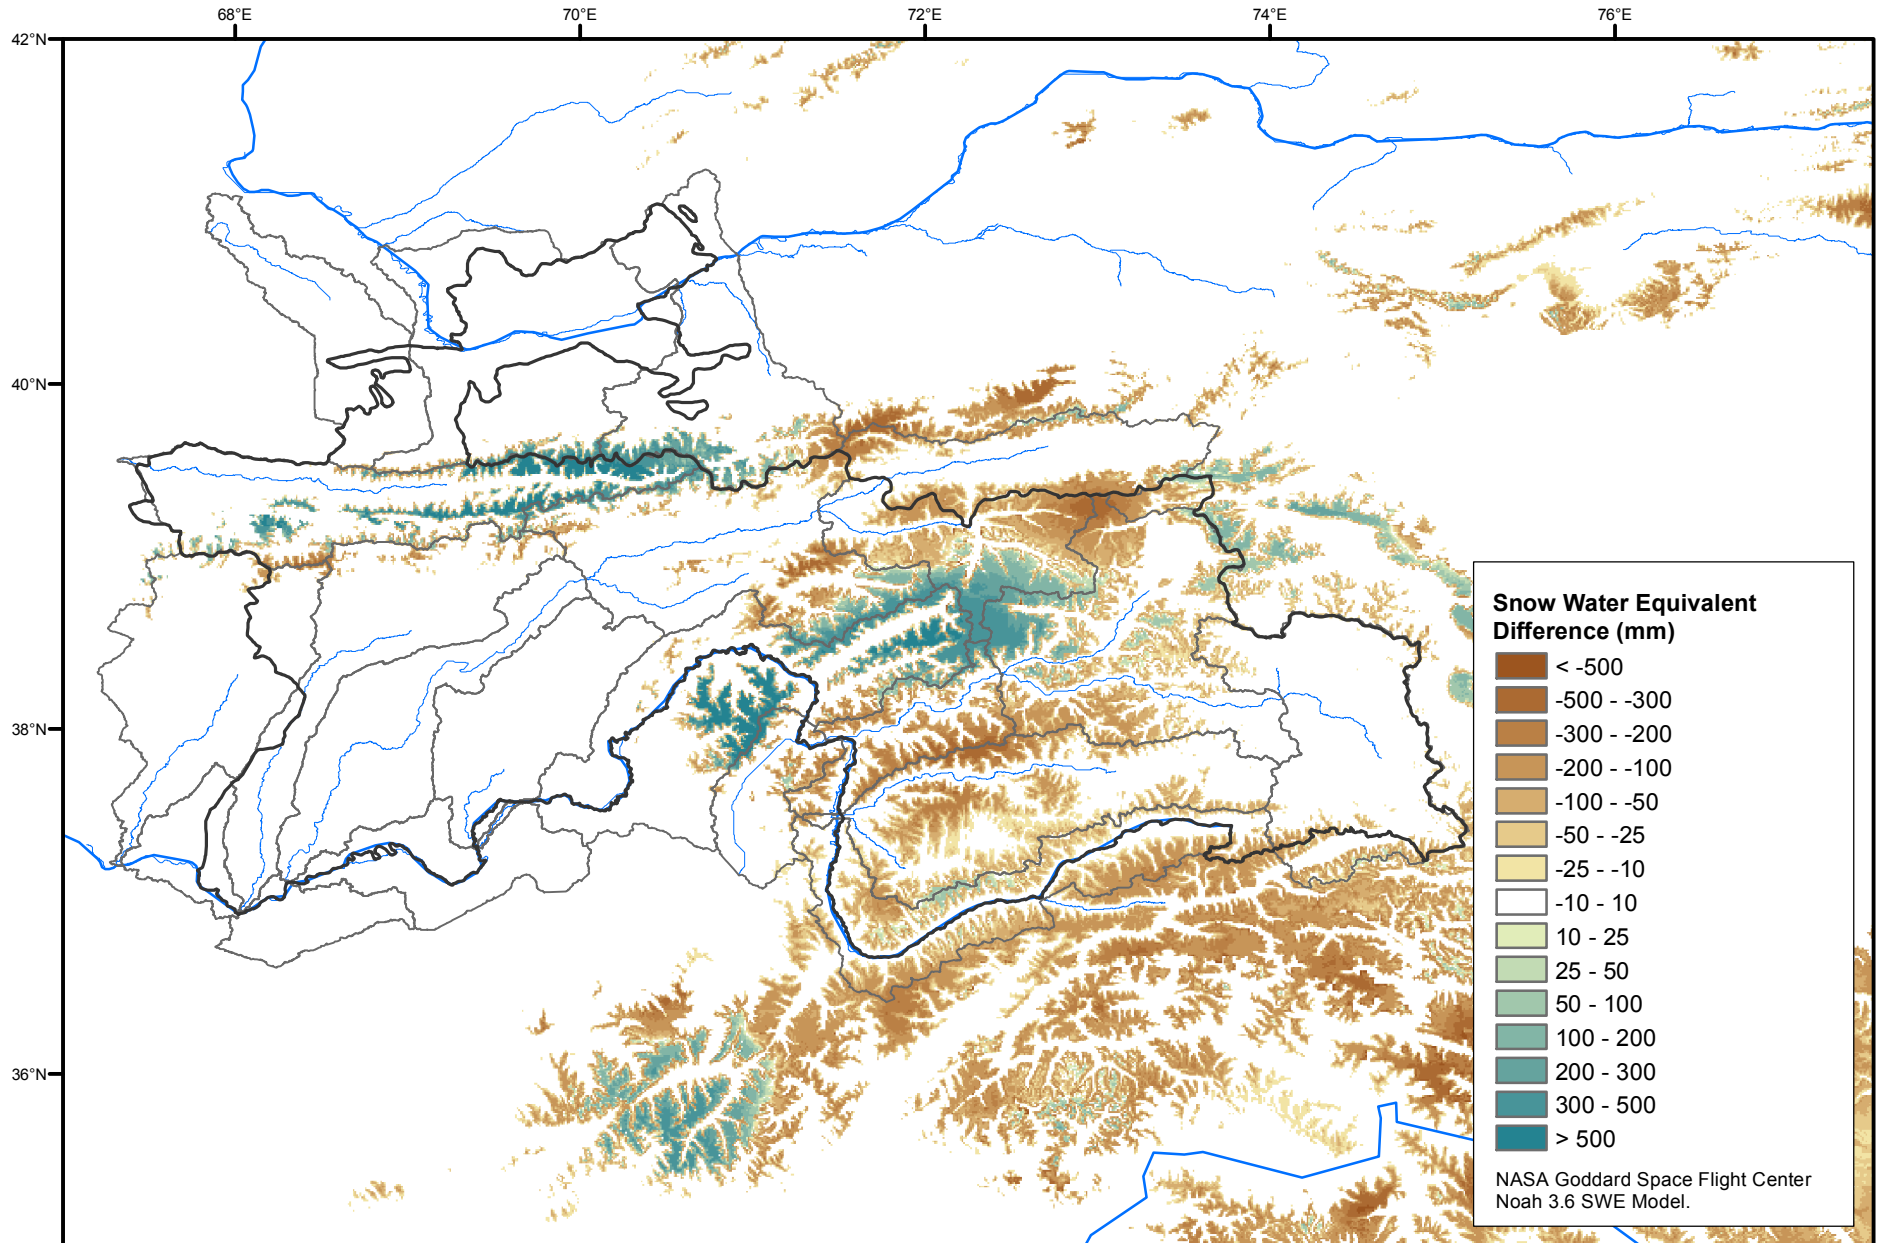 68°E 70°E 72°E 74°E 76°E
42°N
40°N
38°N
36°N
Snow Water Equivalent
Difference (mm)
< -500
-500 - -300
-300 - -200
-200 - -100
-100 - -50
-50 - -25
-25 - -10
-10 - 10
10 - 25
25 - 50
50 - 100
100 - 200
200 - 300
300 - 500
> 500
NASA Goddard Space Flight Center
Noah 3.6 SWE Model.